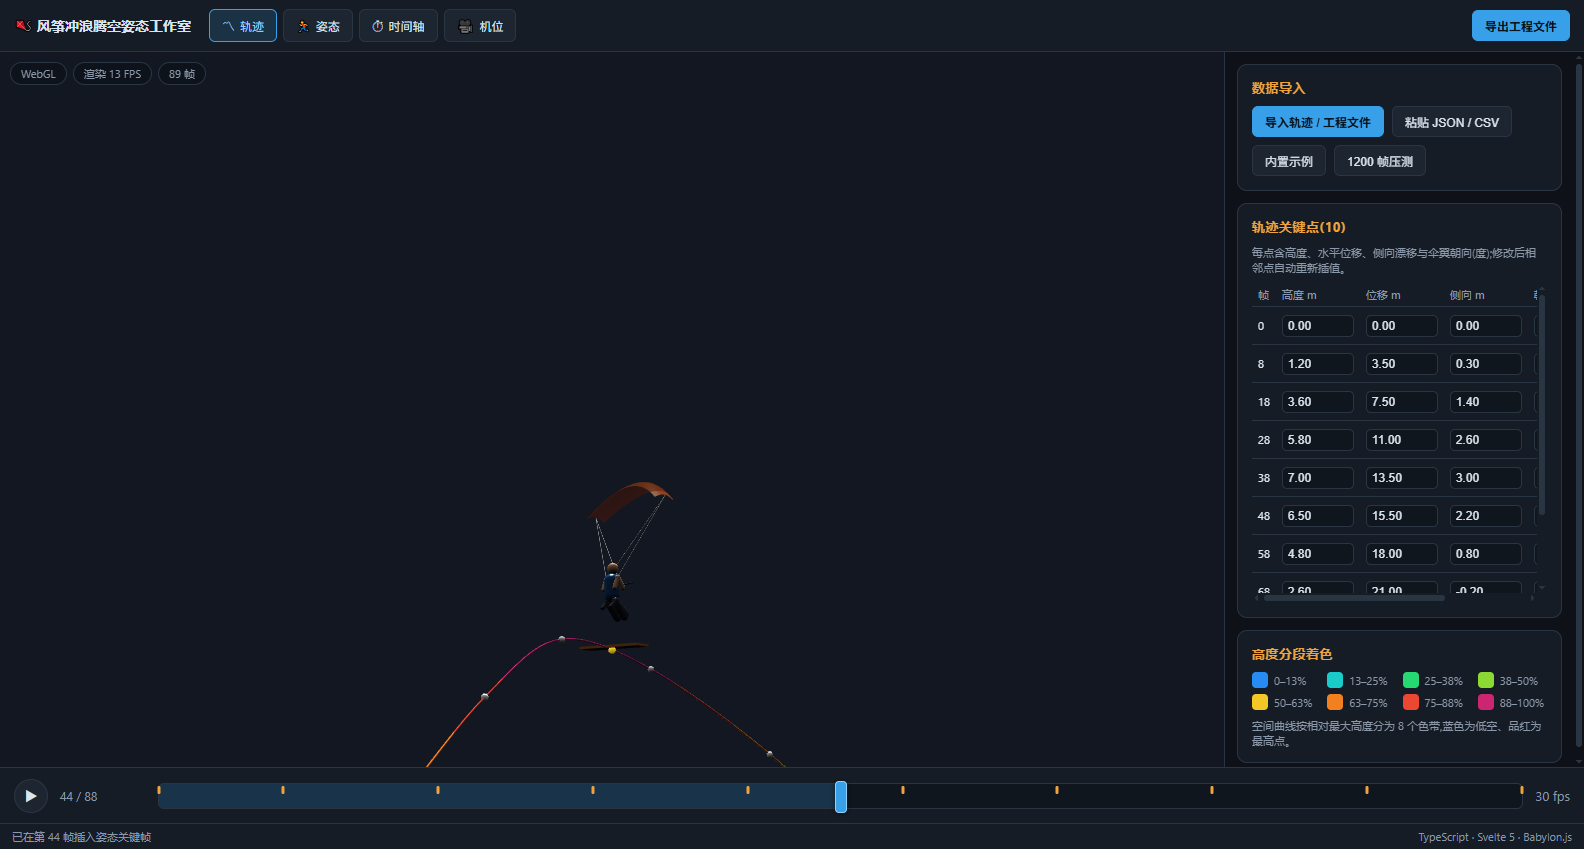 风筝冲浪腾空姿态工作室
轨迹
姿态
时间轴
机位
导出工程文件
WebGL
渲染 13 FPS
89 帧
数据导入
导入轨迹 / 工程文件
粘贴 JSON / CSV
内置示例
1200 帧压测
轨迹关键点(10)
每点含高度、水平位移、侧向漂移与伞翼朝向(度);修改后相
邻点自动重新插值。
帧 高度 m 位移 m 侧向 m
0 0.00 0.00 0.00
8 1.20 3.50 0.30
18 3.60 7.50 1.40
28 5.80 11.00 2.60
38 7.00 13.50 3.00
48 6.50 15.50 2.20
58 4.80 18.00 0.80
68 2.60 21.00 -0.20
高度分段着色
0–13% 13–25% 25–38% 38–50%
50–63% 63–75% 75–88% 88–100%
空间曲线按相对最大高度分为 8 个色带,蓝色为低空、品红为
最高点。
44 / 88
30 fps
已在第 44 帧插入姿态关键帧
TypeScript · Svelte 5 · Babylon.js